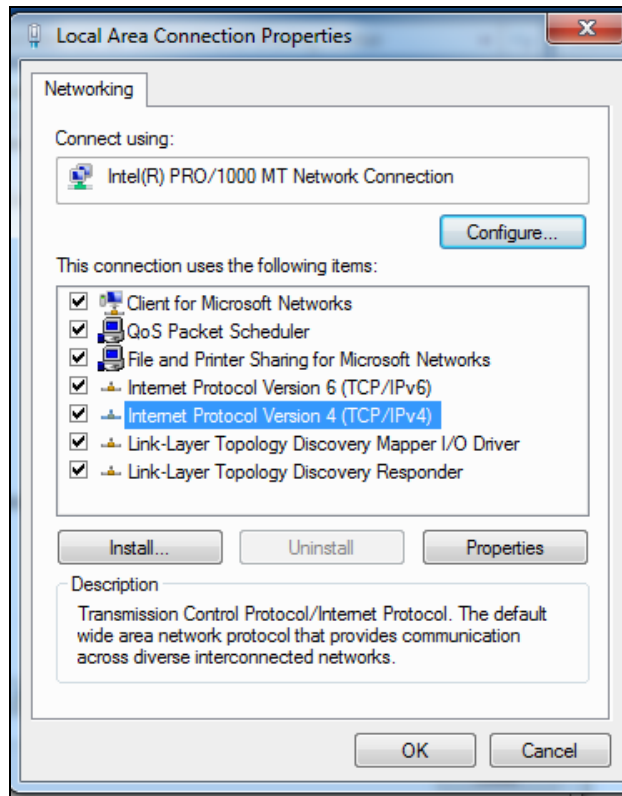 Local Area Connection Properties
Networking
Connect using:
Intel(R) PRO/1000 MT Network Connection
Configure...
This connection uses the following items:
Client for Microsoft Networks
QoS Packet Scheduler
File and Printer Sharing for Microsoft Networks
Internet Protocol Version 6 (TCP/IPv6)
Internet Protocol Version 4 (TCP/IPv4)
Link-Layer Topology Discovery Mapper I/O Driver
Link-Layer Topology Discovery Responder
Install... Uninstall Properties
Description
Transmission Control Protocol/Internet Protocol. The default
wide area network protocol that provides communication
across diverse interconnected networks.
OK Cancel